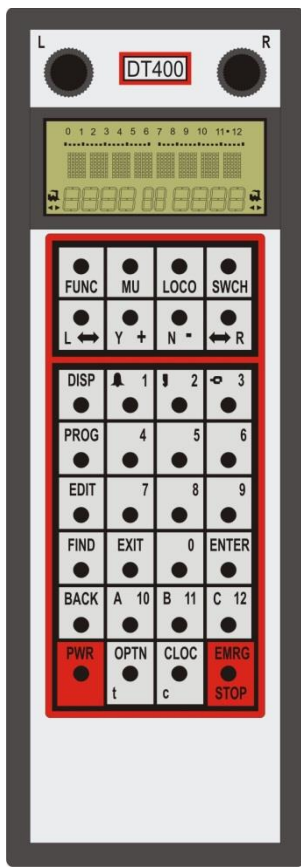 L R
DT400
0 1 2 3 4 5 6 7 8 9 10 11 12
FUNC MU LOCO SWCH
L Y + N - R
DISP 1 2 3
PROG 4 5 6
EDIT 7 8 9
FIND EXIT 0 ENTER
BACK A 10 B 11 C 12
PWR OPTN CLOC EMRG
t c STOP